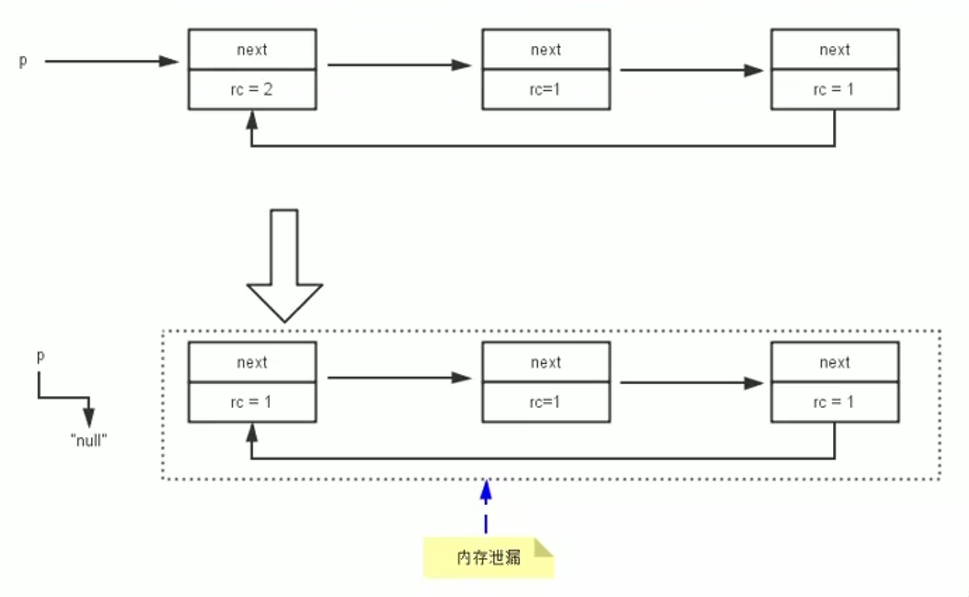 p
next
next
next
rc = 2
rc=1
rc = 1
p
next
next
next
rc = 1
rc=1
rc = 1
"null"
内存泄漏